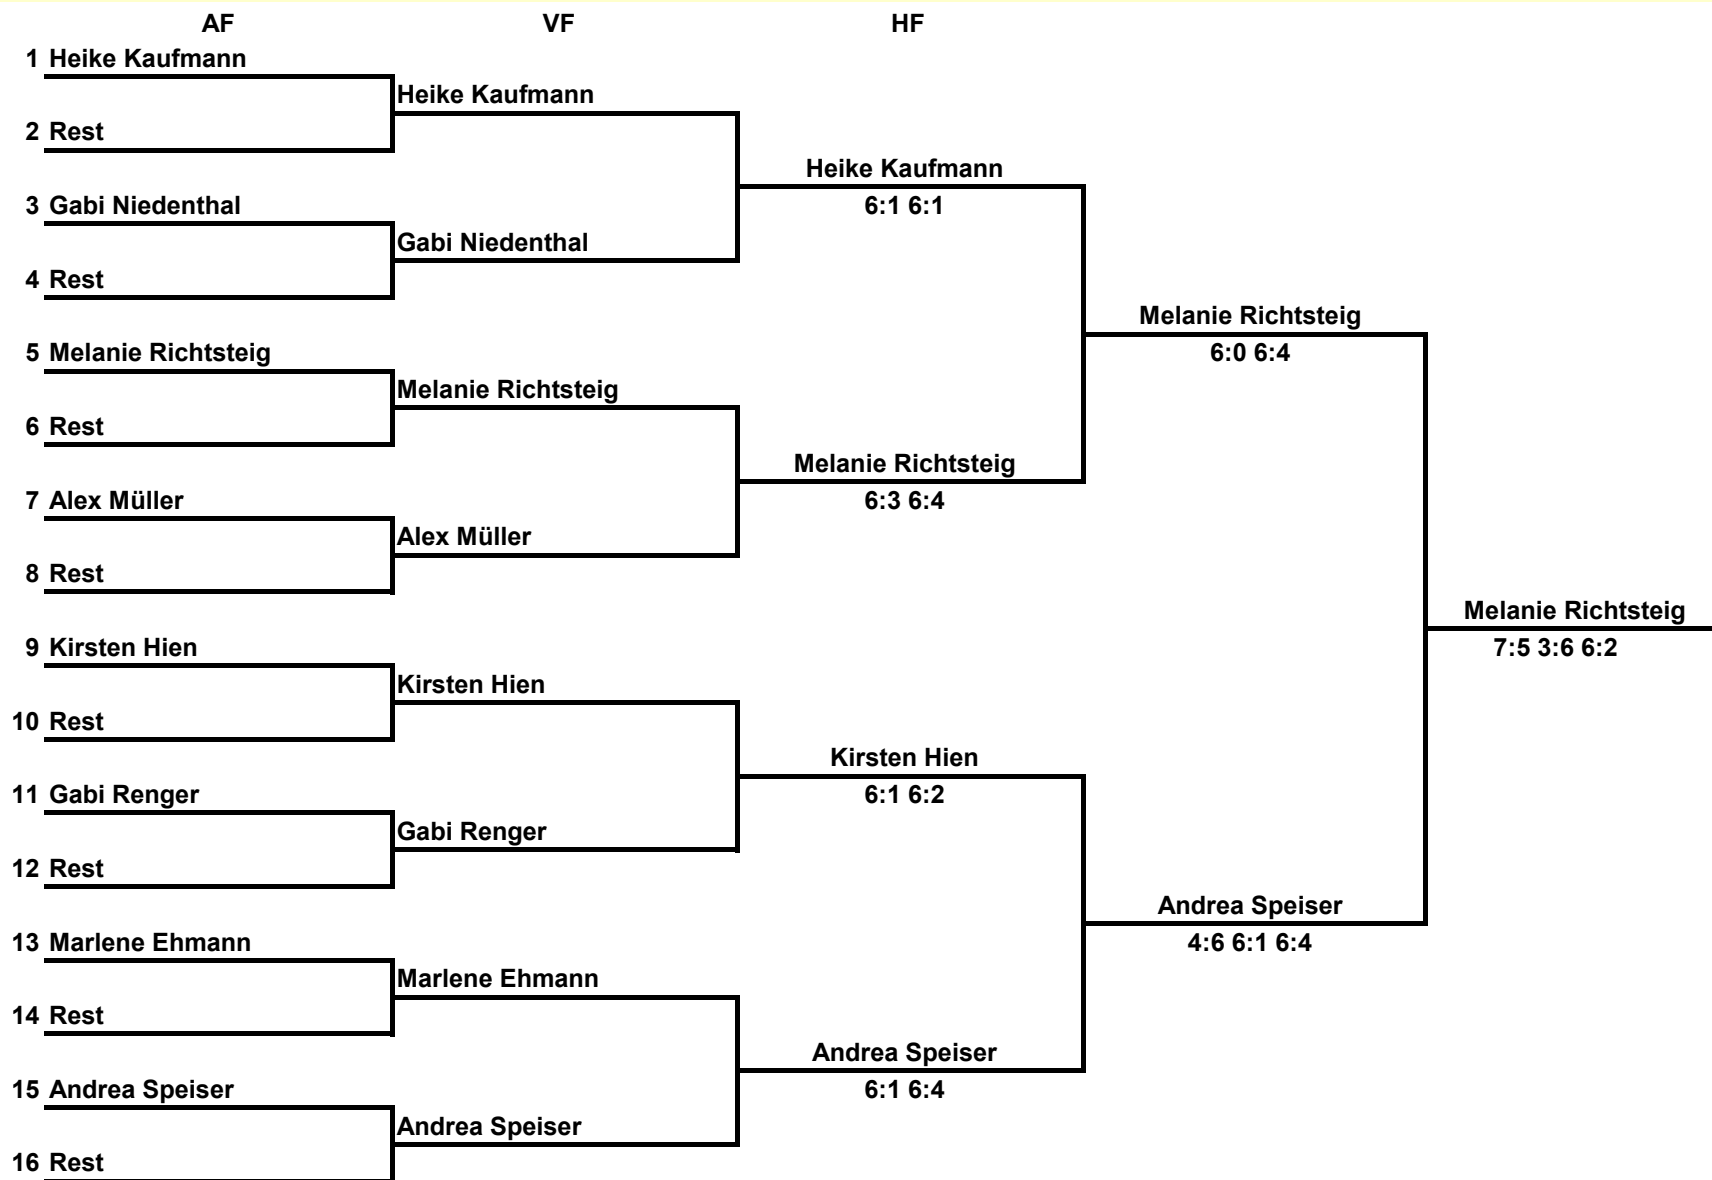 AF VF HF
1 Heike Kaufmann
Heike Kaufmann
2 Rest
Heike Kaufmann
6:1 6:1
3 Gabi Niedenthal
Gabi Niedenthal
4 Rest
Melanie Richtsteig
6:0 6:4
5 Melanie Richtsteig
Melanie Richtsteig
6 Rest
Melanie Richtsteig
6:3 6:4
7 Alex Müller
Alex Müller
8 Rest
Melanie Richtsteig
7:5 3:6 6:2
9 Kirsten Hien
Kirsten Hien
10 Rest
Kirsten Hien
6:1 6:2
11 Gabi Renger
Gabi Renger
12 Rest
Andrea Speiser
4:6 6:1 6:4
13 Marlene Ehmann
Marlene Ehmann
14 Rest
Andrea Speiser
6:1 6:4
15 Andrea Speiser
Andrea Speiser
16 Rest